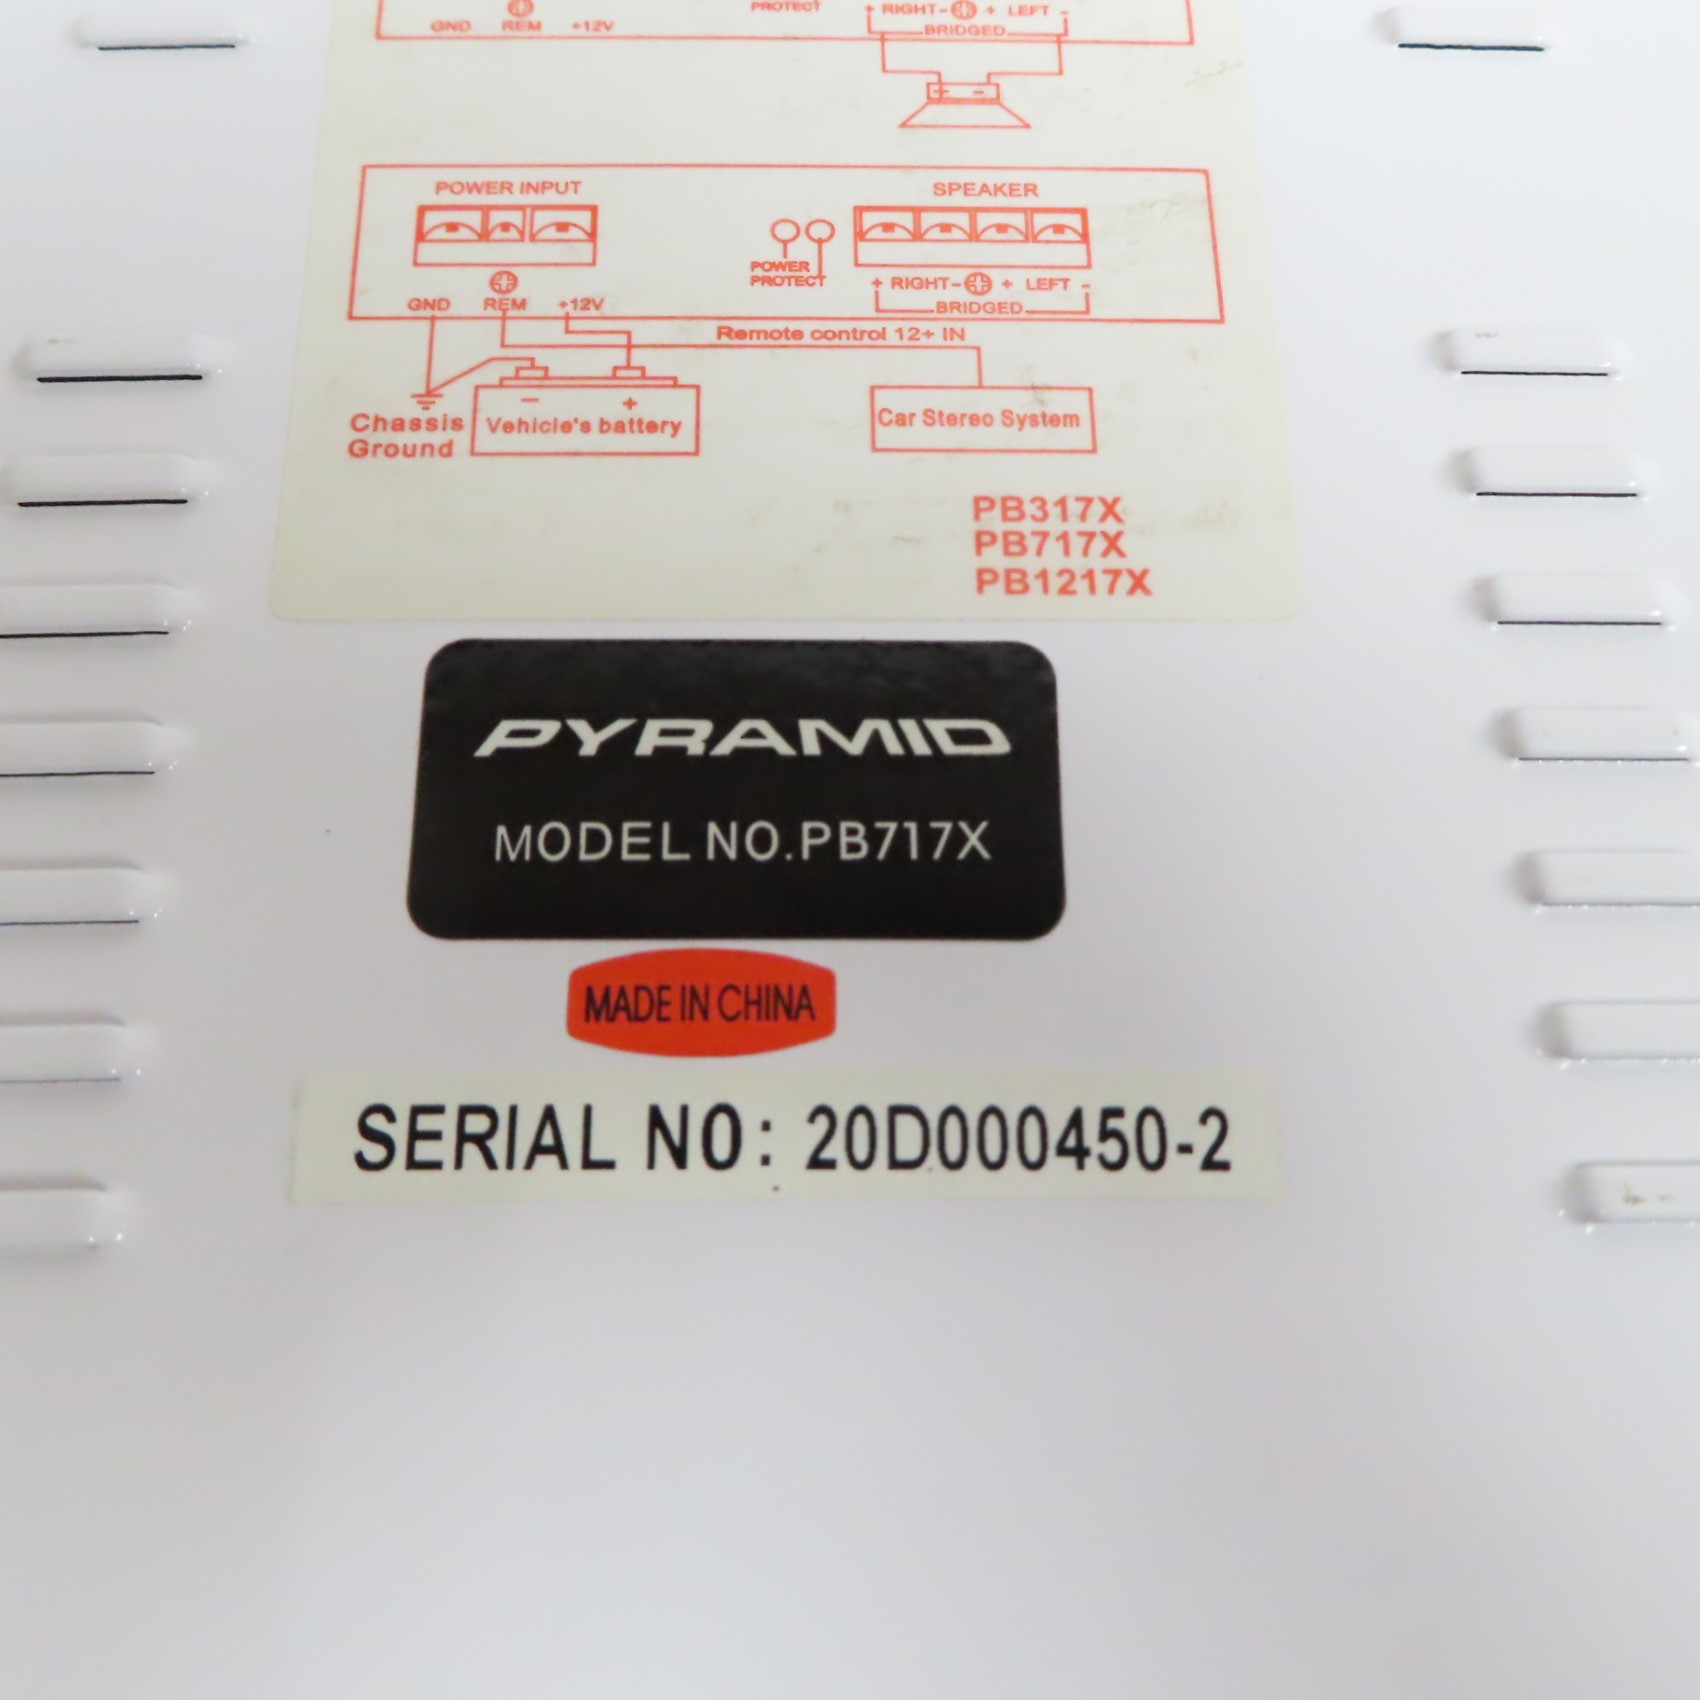 PROTECT
+ RIGHT- + LEFT -
GND REM +12V
BRIDGED
+ -
POWER INPUT
SPEAKER
POWER
PROTECT
+ RIGHT- + LEFT -
GND REM +12V
BRIDGED
Remote control 12+ IN
- +
Chassis
Ground
Vehicle's battery
Car Stereo System
PB317X
PB717X
PB1217X
PYRAMID
MODEL NO.PB717X
MADE IN CHINA
SERIAL NO: 20D000450-2